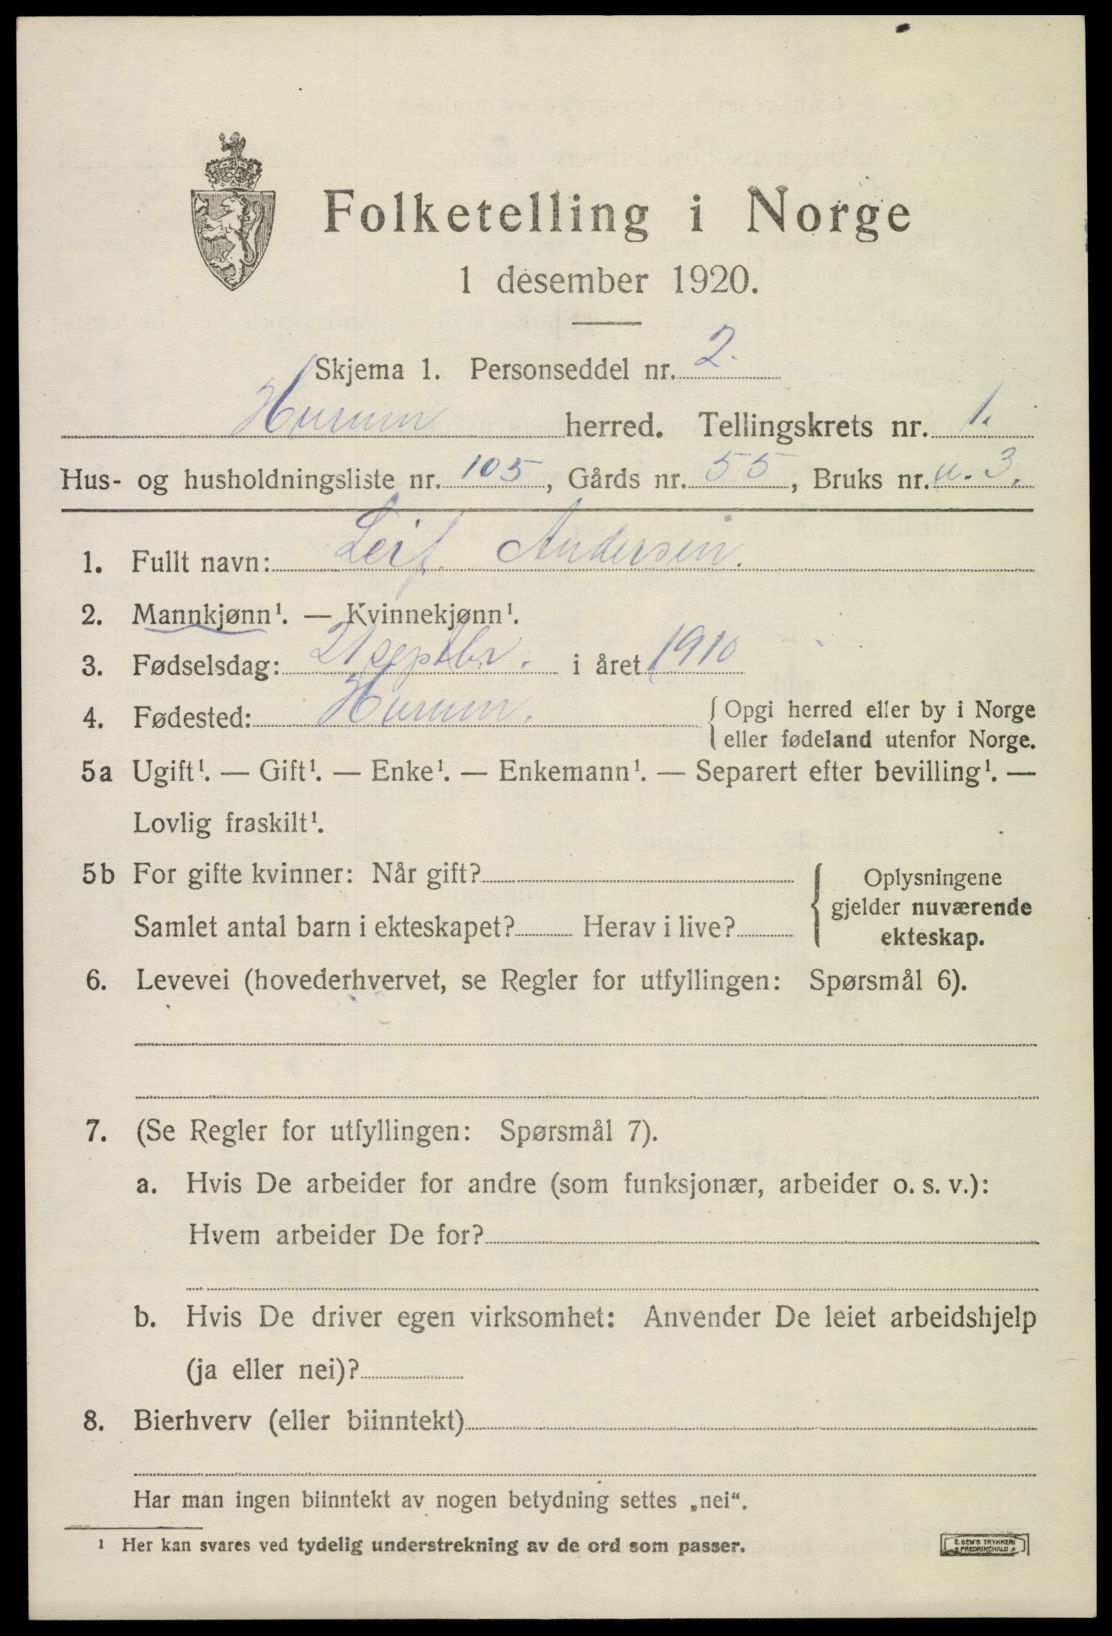 Folketelling i Norge
1 desember 1920.
Skjema 1. Personseddel nr. 2.
Hurum herred. Tellingskrets nr. 1.
Hus- og husholdningsliste nr. 105, Gårds nr. 55, Bruks nr. u. 3.
1. Fullt navn: Leif Andersen.
2. Mannkjønn¹. — Kvinnekjønn¹.
3. Fødselsdag: 21 septbr. i året 1910
4. Fødested: Hurum. { Opgi herred eller by i Norge
eller fødeland utenfor Norge.
5a Ugift¹. — Gift¹. — Enke¹. — Enkemann¹. — Separert efter bevilling¹. —
Lovlig fraskilt¹.
5b For gifte kvinner: Når gift? { Oplysningene
gjelder nuværende
Samlet antal barn i ekteskapet? Herav i live?
ekteskap.
6. Levevei (hovederhvervet, se Regler for utfyllingen: Spørsmål 6).
7. (Se Regler for utfyllingen: Spørsmål 7).
a. Hvis De arbeider for andre (som funksjonær, arbeider o. s. v.):
Hvem arbeider De for?
b. Hvis De driver egen virksomhet: Anvender De leiet arbeidshjelp
(ja eller nei)?
8. Bierhverv (eller biinntekt)
Har man ingen biinntekt av nogen betydning settes „nei“.
¹ Her kan svares ved tydelig understrekning av de ord som passer.
E. SEM'S TRYKKERI
FREDRIKSHALD